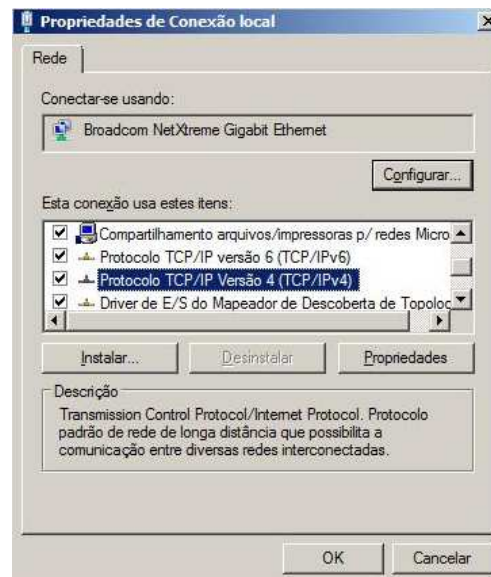 Propriedades de Conexão local
Rede
Conectar-se usando:
Broadcom NetXtreme Gigabit Ethernet
Configurar...
Esta conexão usa estes itens:
Compartilhamento arquivos/impressoras p/ redes Micro
Protocolo TCP/IP versão 6 (TCP/IPv6)
Protocolo TCP/IP Versão 4 (TCP/IPv4)
Driver de E/S do Mapeador de Descoberta de Topoloc
Instalar...
Desinstalar
Propriedades
Descrição
Transmission Control Protocol/Internet Protocol. Protocolo
padrão de rede de longa distância que possibilita a
comunicação entre diversas redes interconectadas.
OK
Cancelar